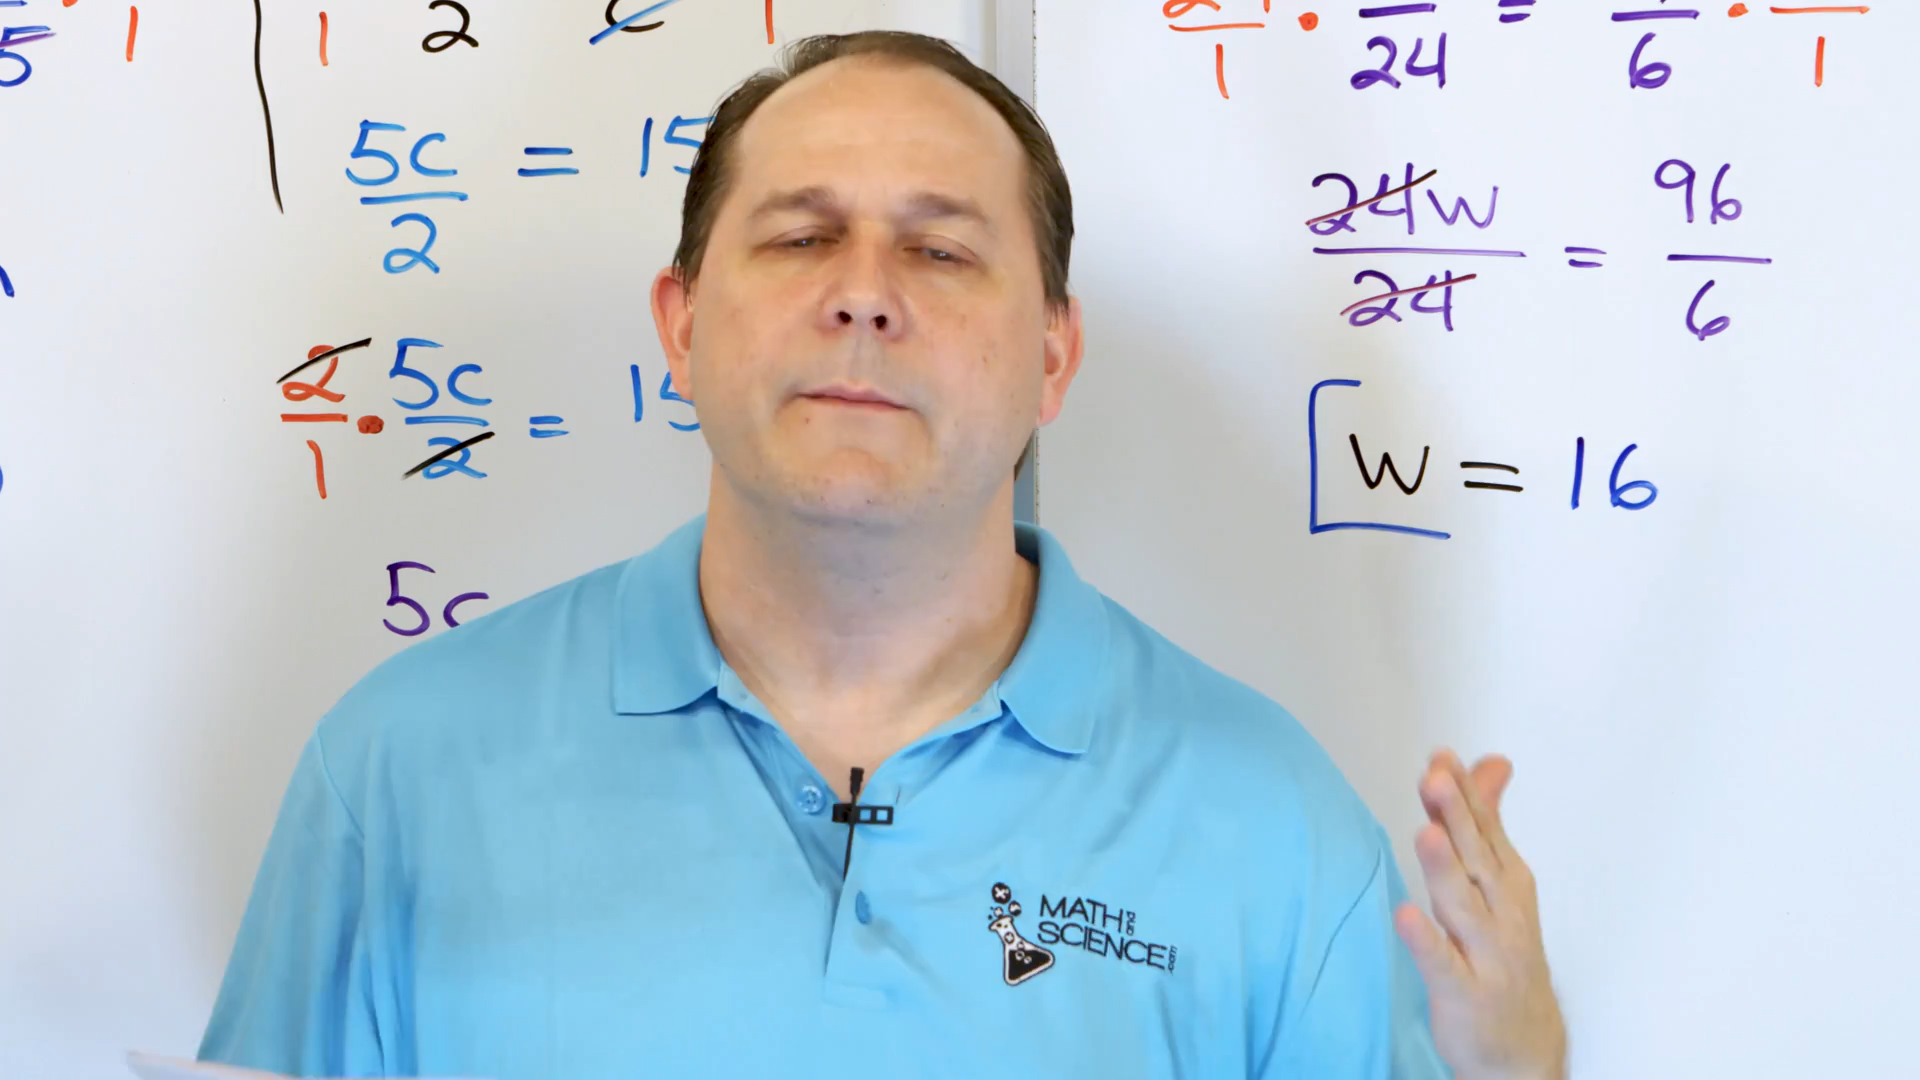 5 · 1
1 2 c 1
5c/2 = 15
2/1 · 5c/2 = 15
5c
/1 · /24 = /6 · /1
24w/24 = 96/6
w = 16
MATH and
SCIENCE